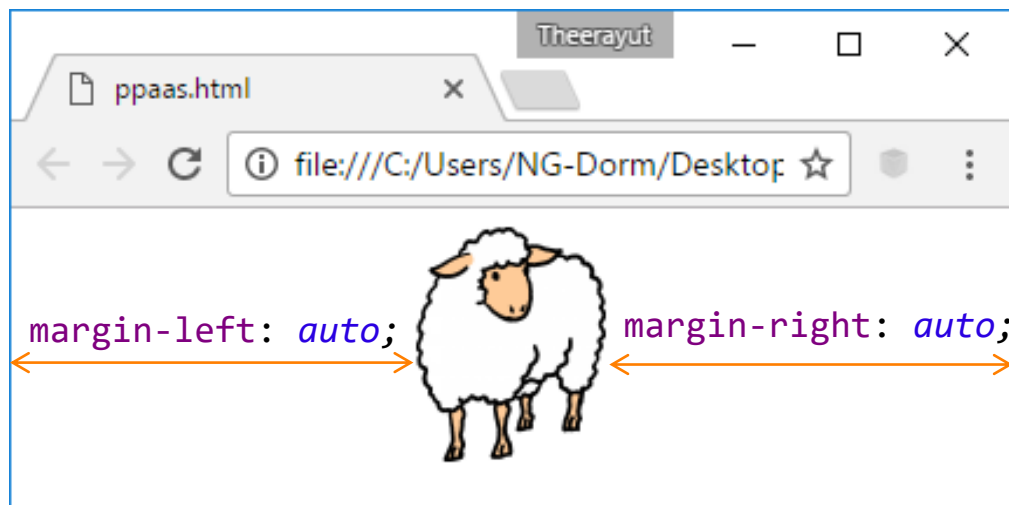 Theerayut
ppaas.html
file:///C:/Users/NG-Dorm/Desktop
margin-left: auto; margin-right: auto;